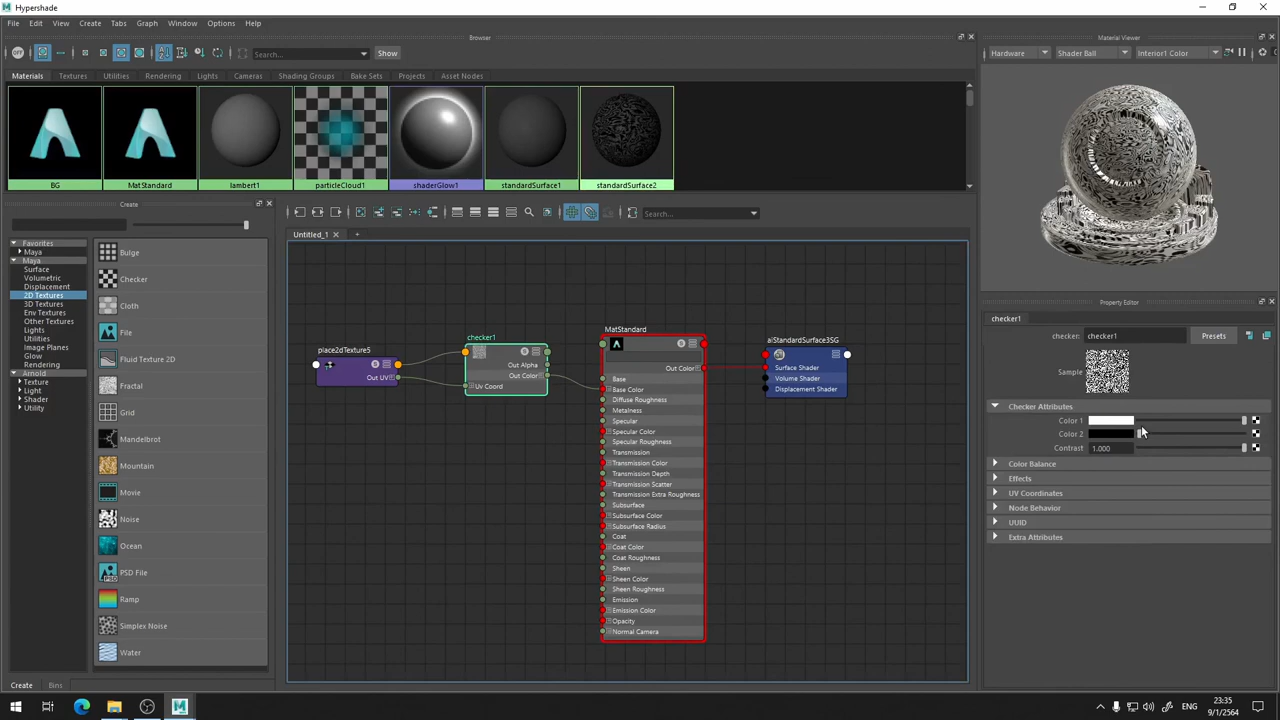 Hypershade
File Edit View Create Tabs Graph Window Options Help
Browser
Material Viewer
OFF
Search...
Show
Hardware
Shader Ball
Interior1 Color
Materials Textures Utilities Rendering Lights Cameras Shading Groups Bake Sets Projects Asset Nodes
BG
MatStandard
lambert1
particleCloud1
shaderGlow1
standardSurface1
standardSurface2
Create
Search...
Untitled_1
+
Favorites
Maya
Maya
Surface
Volumetric
Displacement
2D Textures
3D Textures
Env Textures
Other Textures
Lights
Utilities
Image Planes
Glow
Rendering
Arnold
Texture
Light
Shader
Utility
Bulge
Checker
Cloth
File
Fluid Texture 2D
Fractal
Grid
Mandelbrot
Mountain
Movie
Noise
Ocean
PSD File
Ramp
Simplex Noise
Water
Create
Bins
place2dTexture5
Out UV
checker1
Out Alpha
Out Color
Uv Coord
MatStandard
Out Color
Base
Base Color
Diffuse Roughness
Metalness
Specular
Specular Color
Specular Roughness
Transmission
Transmission Color
Transmission Depth
Transmission Scatter
Transmission Extra Roughness
Subsurface
Subsurface Color
Subsurface Radius
Coat
Coat Color
Coat Roughness
Sheen
Sheen Color
Sheen Roughness
Emission
Emission Color
Opacity
Normal Camera
aiStandardSurface3SG
Surface Shader
Volume Shader
Displacement Shader
Property Editor
checker1
checker: checker1
Presets
Sample
Checker Attributes
Color 1
Color 2
Contrast 1.000
Color Balance
Effects
UV Coordinates
Node Behavior
UUID
Extra Attributes
ENG
23:35
9/1/2564